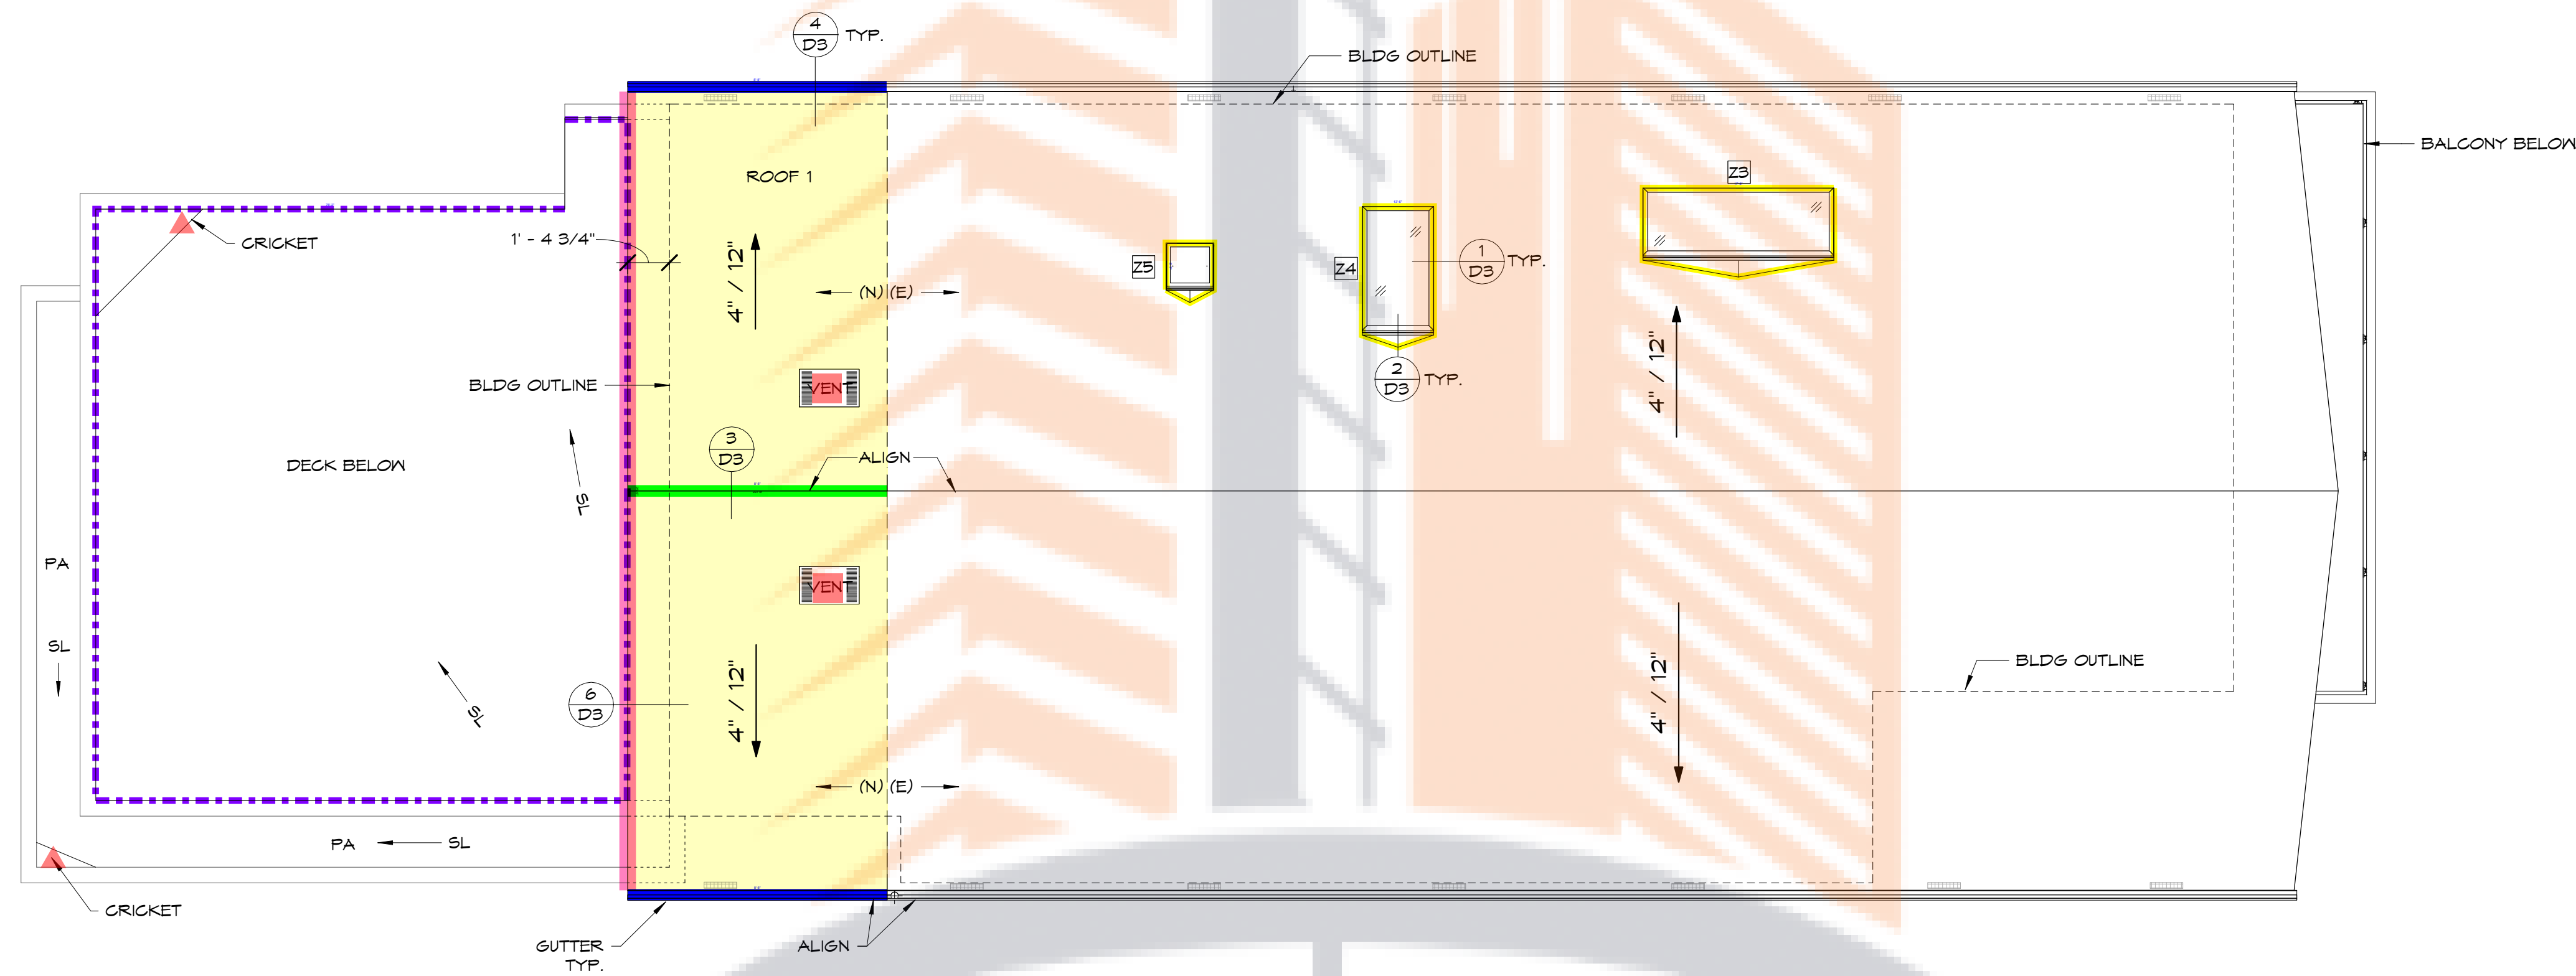 4
D3
TYP.
BLDG OUTLINE
BALCONY BELOW
ROOF 1
Z3
CRICKET
1' - 4 3/4"
4" / 12"
Z5
Z4
1
D3
TYP.
(N) (E)
4" / 12"
BLDG OUTLINE
VENT
2
D3
TYP.
3
D3
ALIGN
DECK BELOW
SL
PA
VENT
SL
4" / 12"
4" / 12"
BLDG OUTLINE
6
D3
SL
(N) (E)
PA
SL
CRICKET
GUTTER
TYP.
ALIGN